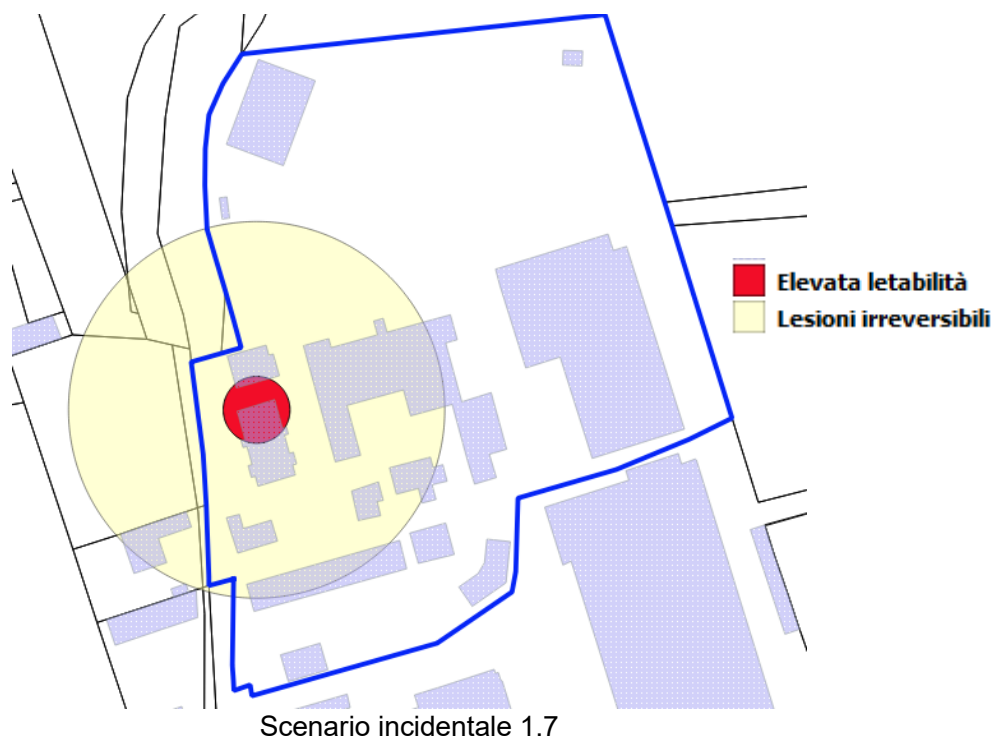 Elevata letabilità
Lesioni irreversibili
Scenario incidentale 1.7